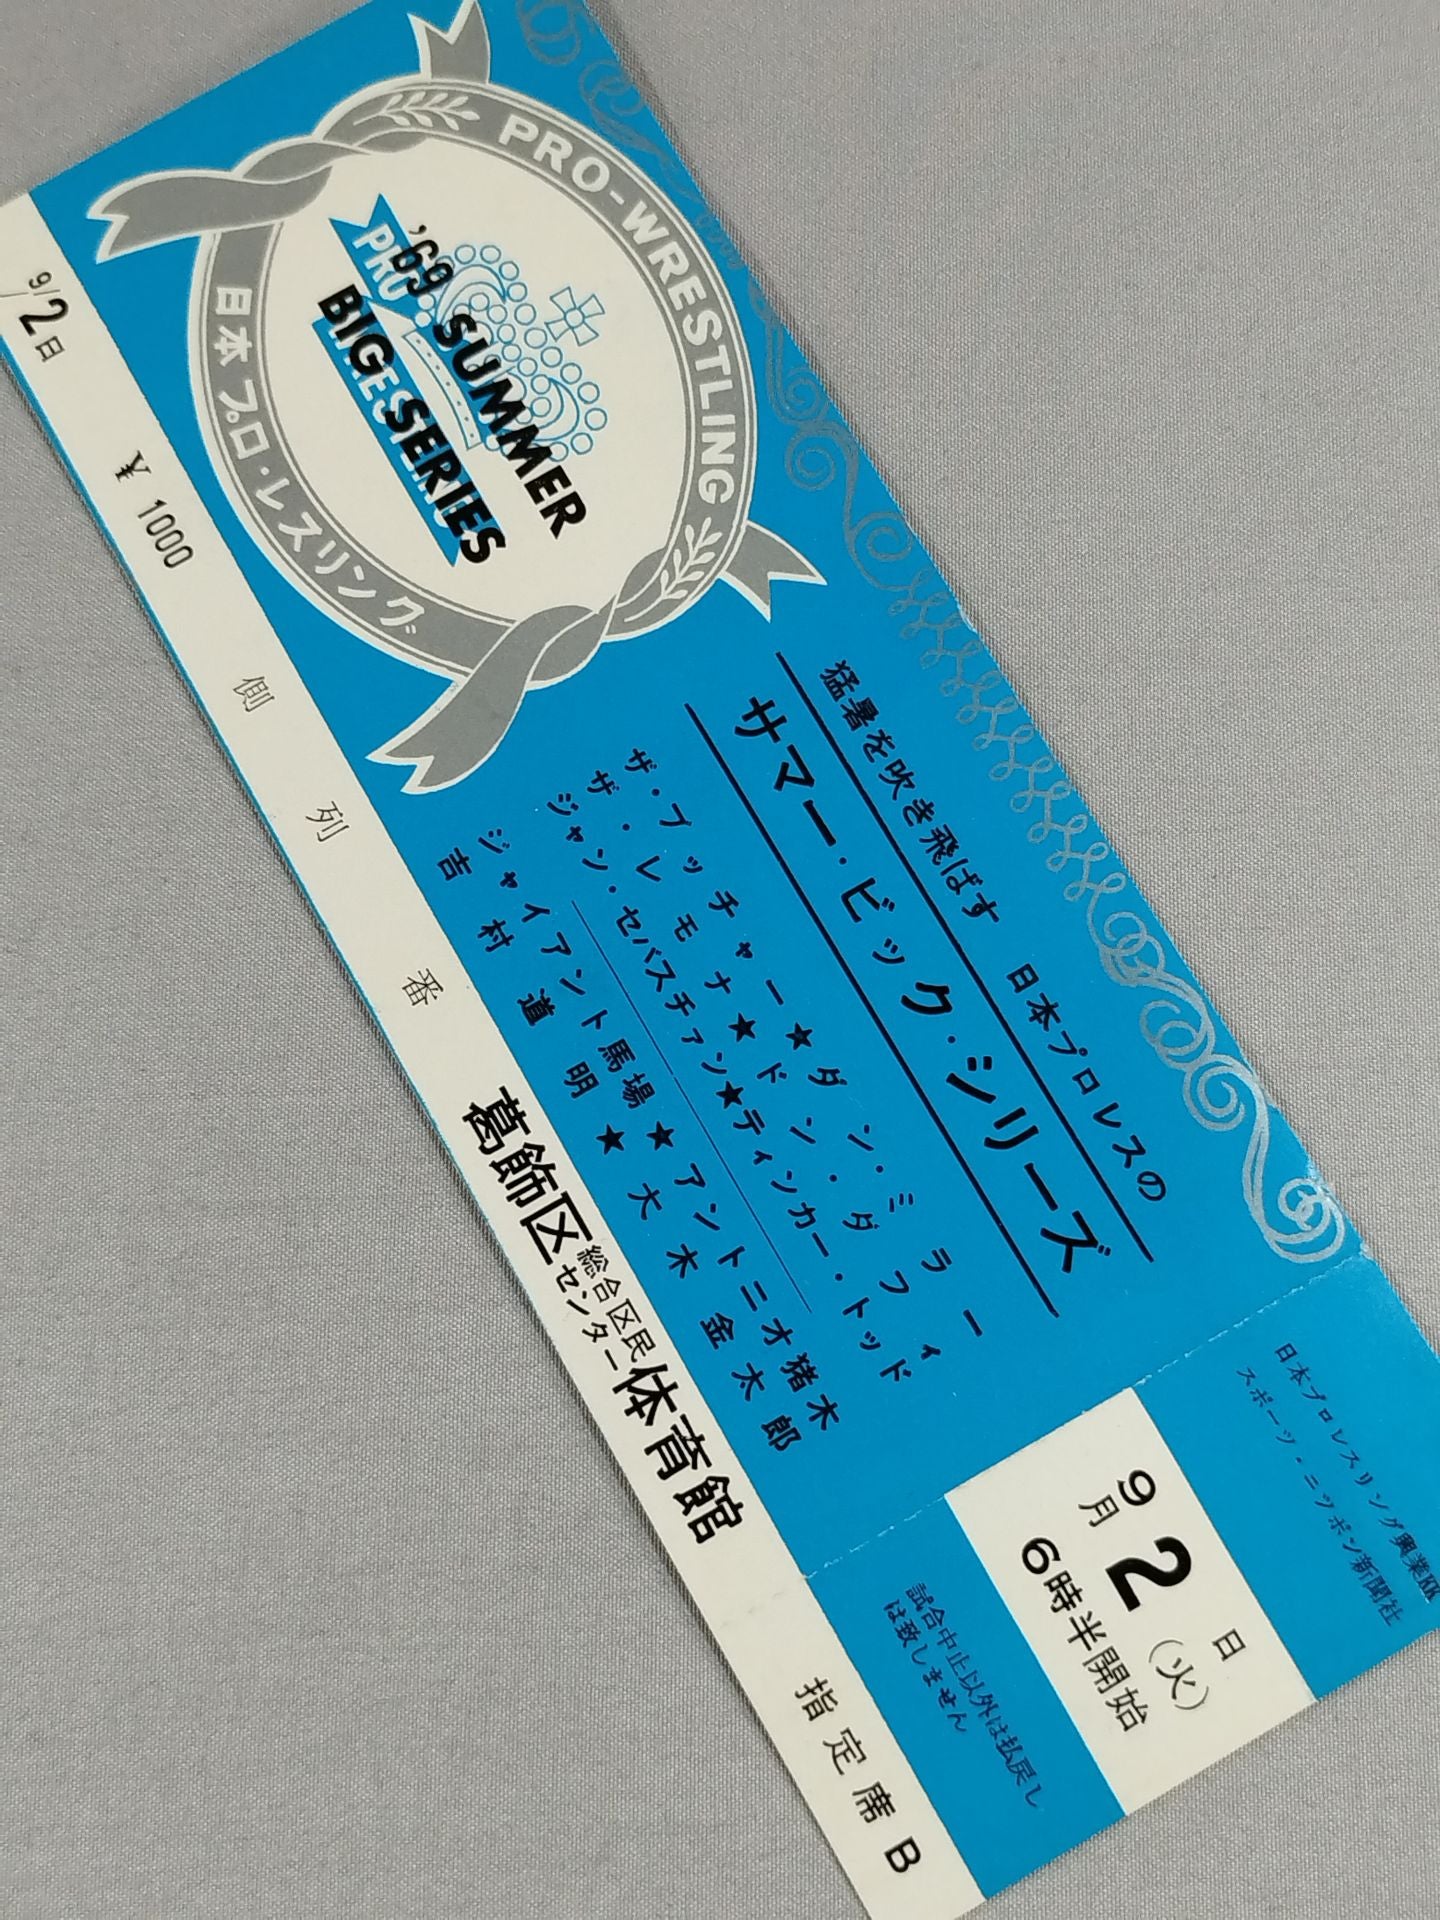 PRO-WRESTLING
'69 SUMMER
BIG SERIES
日本プロ・レスリング
猛暑を吹き飛ばす 日本プロレスの
サマー・ビック・シリーズ
ザ・ブッチャー★ダン・ミラー
ザ・レモナ★ドン・ダフィ
ジャン・セバスチァン★ティンカー・トッド
ジャイアント馬場★アントニオ猪木
吉村道明★大木金太郎
9/2日 ¥1000 側 列 番
葛飾区総合区民センター体育館
指定席B
日本プロレスリング興業KK
スポーツ・ニッポン新聞社
9月2日(火)
6時半開始
試合中止以外は払戻し
は致しません